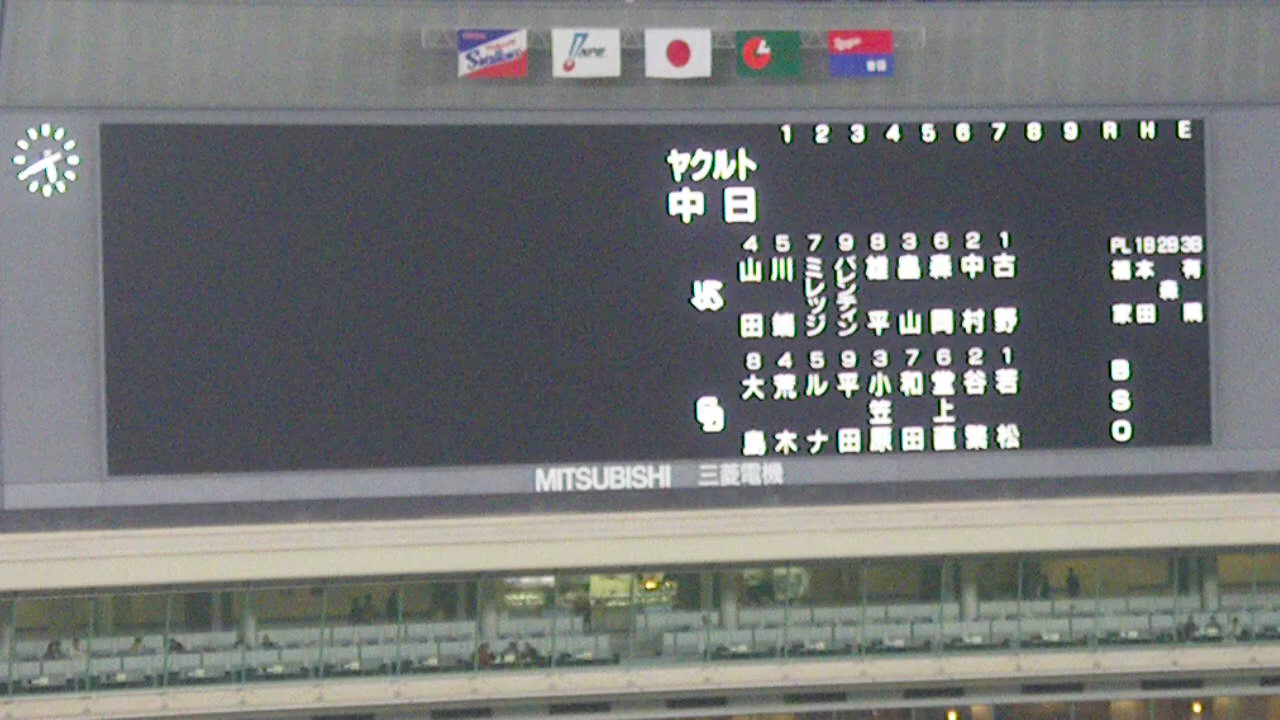 Swallows
1 2 3 4 5 6 7 8 9 R H E
ヤクルト
中日
4 5 7 9 8 3 6 2 1
山田 川端 ミレッジ バレンティン 雄平 畠山 森岡 中村 古野
PL 1B 2B 3B
福家 本田 森 有隅
8 4 5 9 3 7 6 2 1
大島 荒木 ルナ 平田 小笠原 和田 堂上直 谷繁 若松
B
S
O
MITSUBISHI 三菱電機